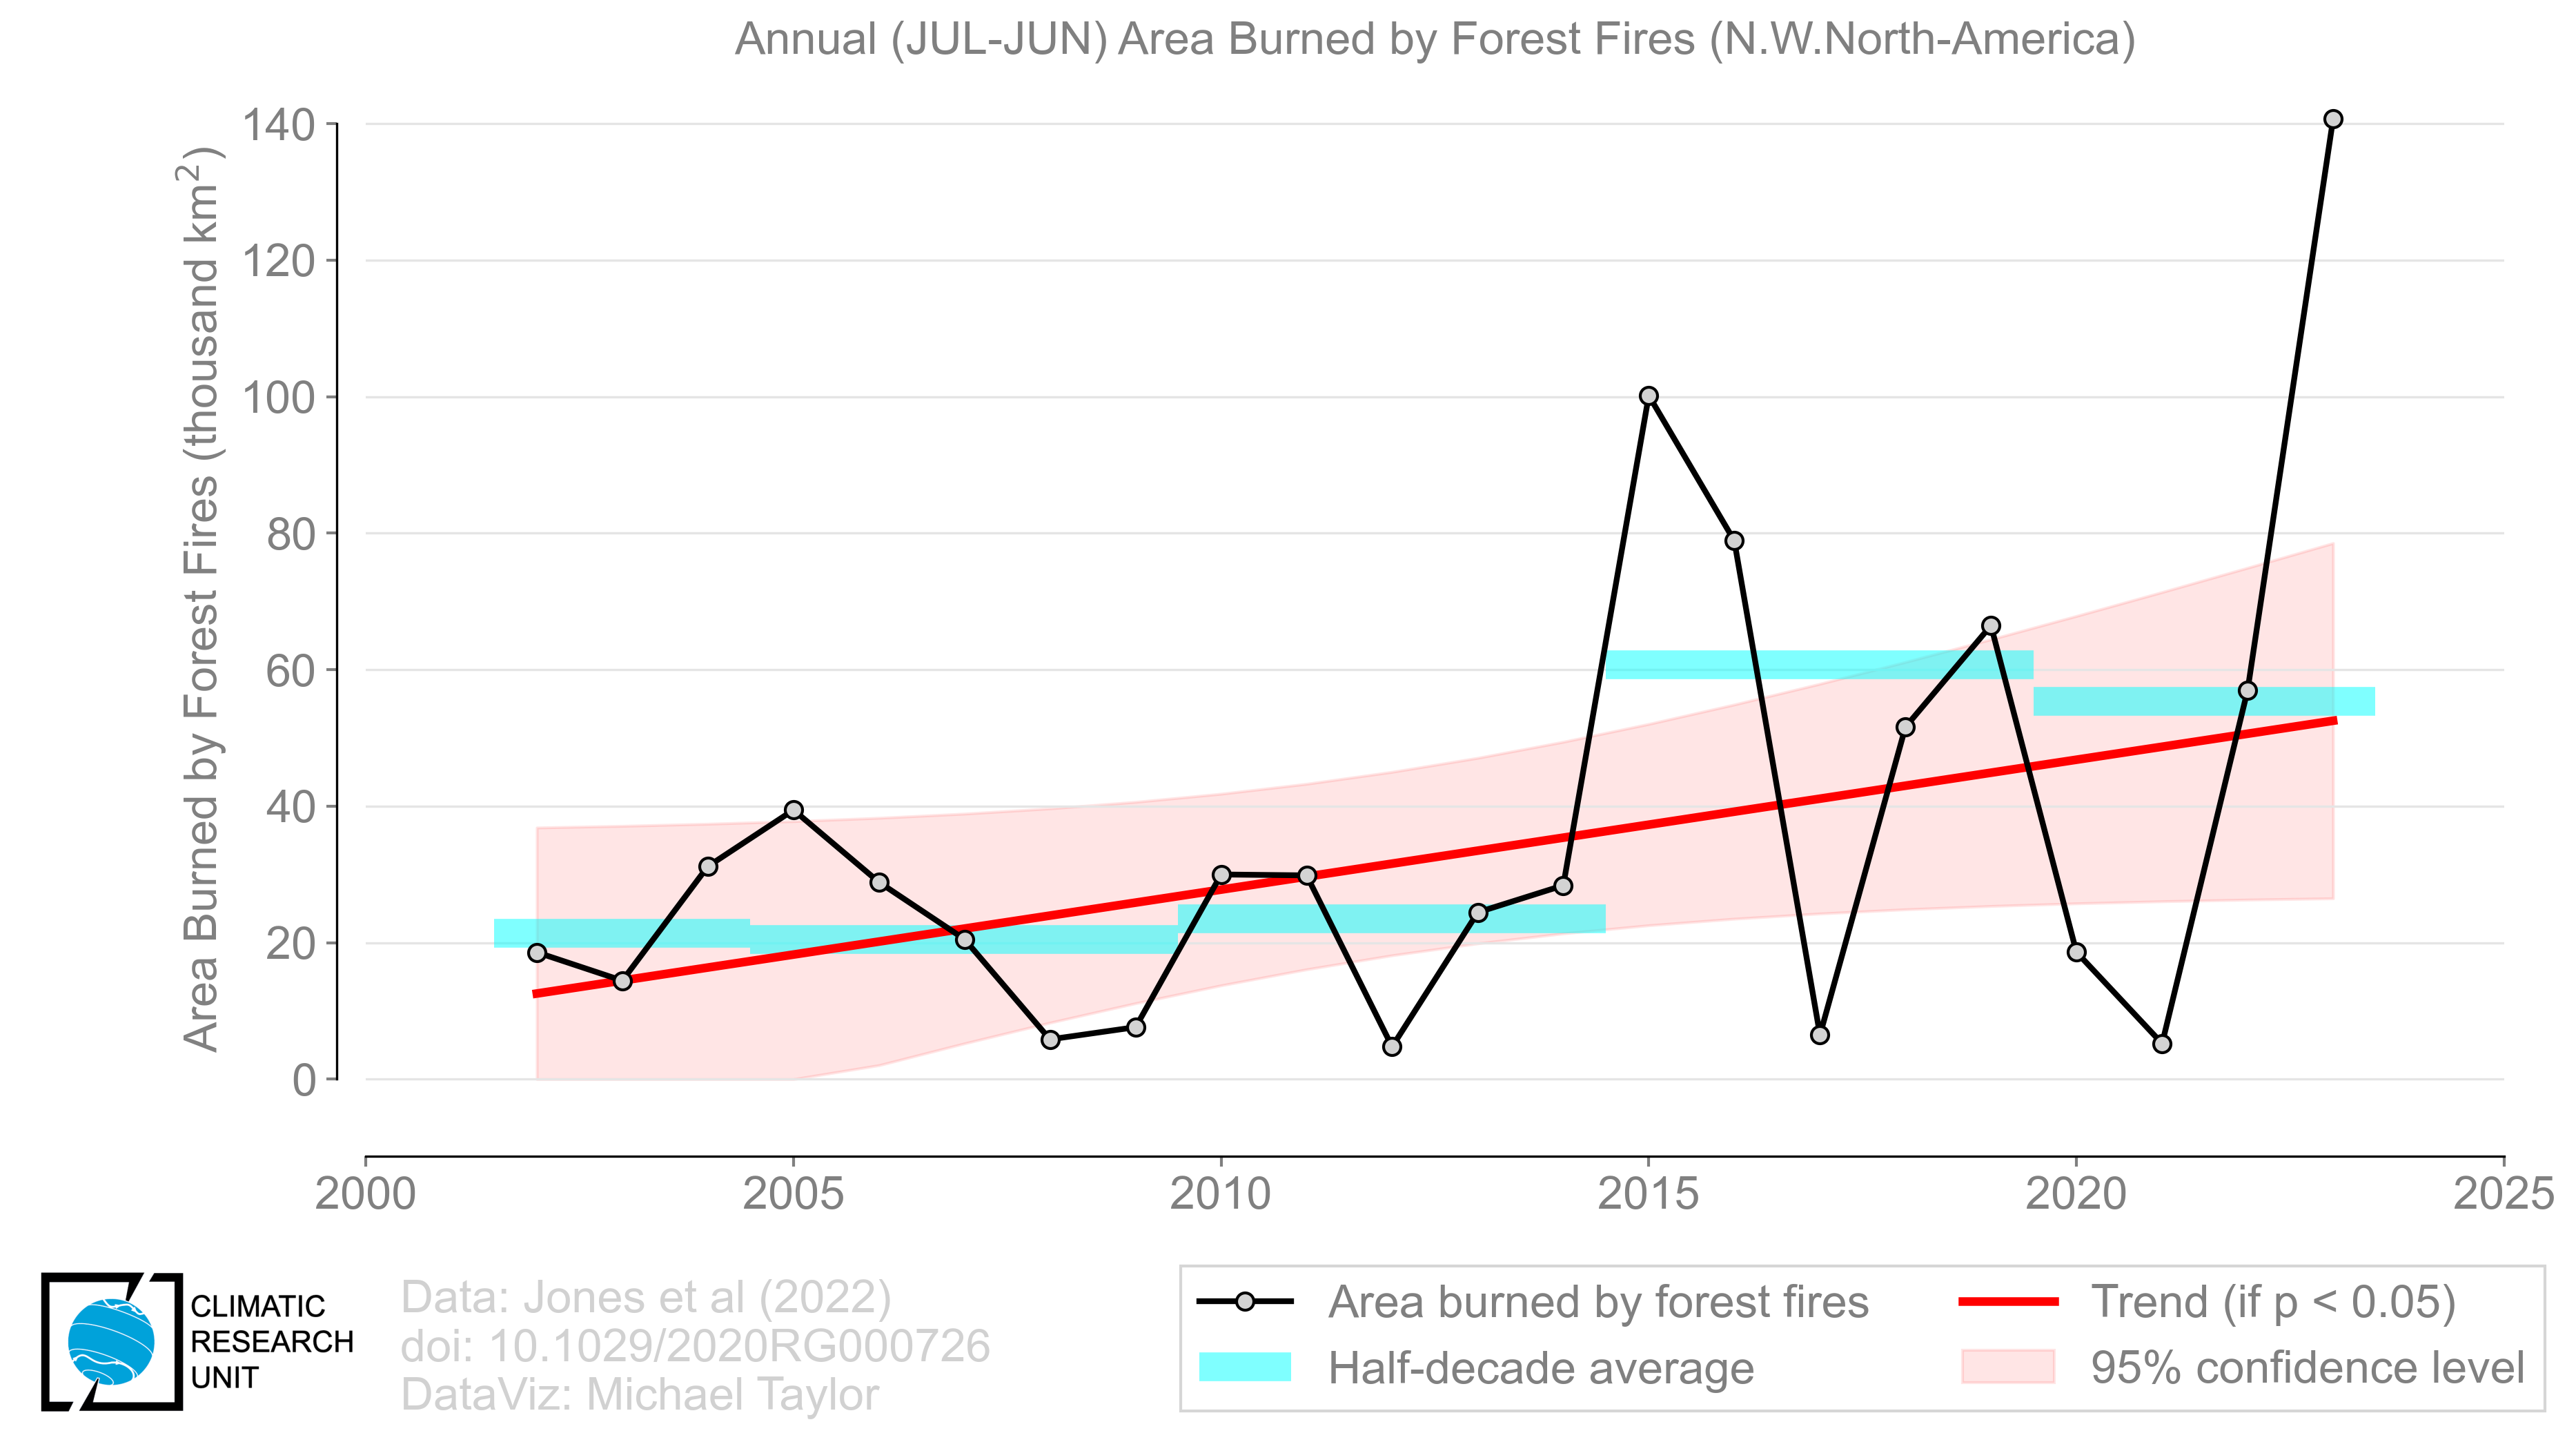 Annual (JUL-JUN) Area Burned by Forest Fires (N.W.North-America)
Area Burned by Forest Fires (thousand km²)
140
120
100
80
60
40
20
0
2000 2005 2010 2015 2020 2025
CLIMATIC
RESEARCH
UNIT
Data: Jones et al (2022)
doi: 10.1029/2020RG000726
DataViz: Michael Taylor
Area burned by forest fires
Half-decade average
Trend (if p < 0.05)
95% confidence level